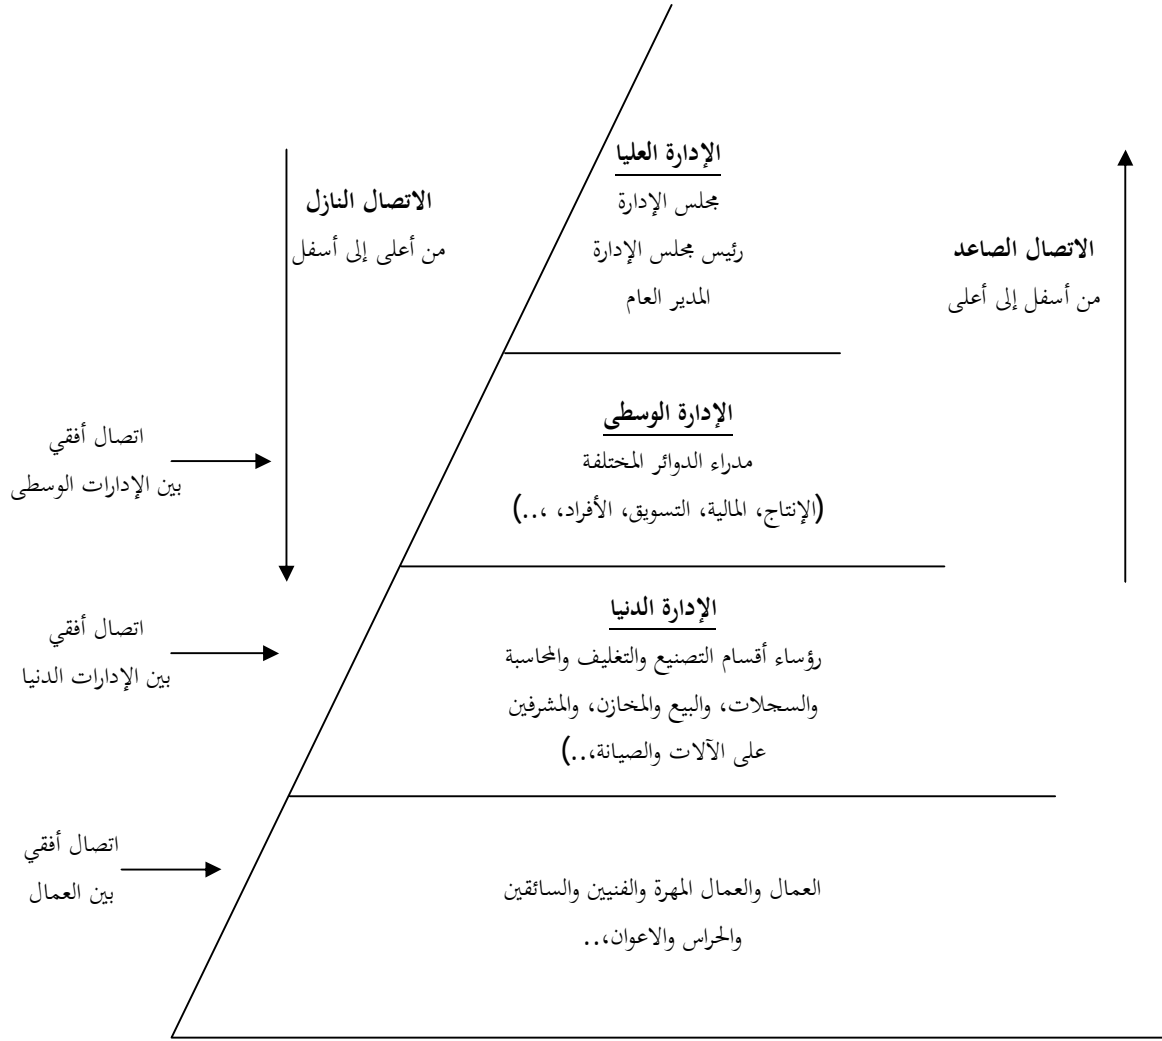 الإدارة العليا
مجلس الإدارة
رئيس مجلس الإدارة
المدير العام
الاتصال الصاعد
من أسفل إلى أعلى
الاتصال النازل
من أعلى إلى أسفل
الإدارة الوسطى
مدراء الدوائر المختلفة
(الإنتاج، المالية، التسويق، الأفراد، ،..)
اتصال أفقي
بين الإدارات الوسطى
الإدارة الدنيا
رؤساء أقسام التصنيع والتغليف والمحاسبة
والسجلات، والبيع والمخازن، والمشرفين
على الآلات والصيانة،..)
اتصال أفقي
بين الإدارات الدنيا
العمال والعمال المهرة والفنيين والسائقين
والحراس والاعوان،..
اتصال أفقي
بين العمال